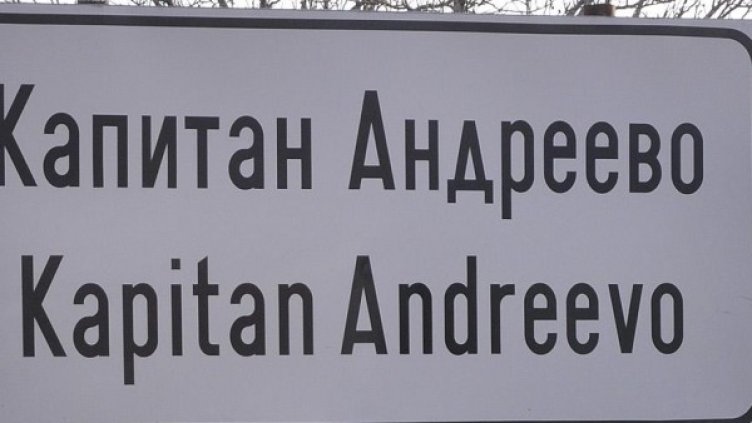 Капитан Андреево
Kapitan Andreevo